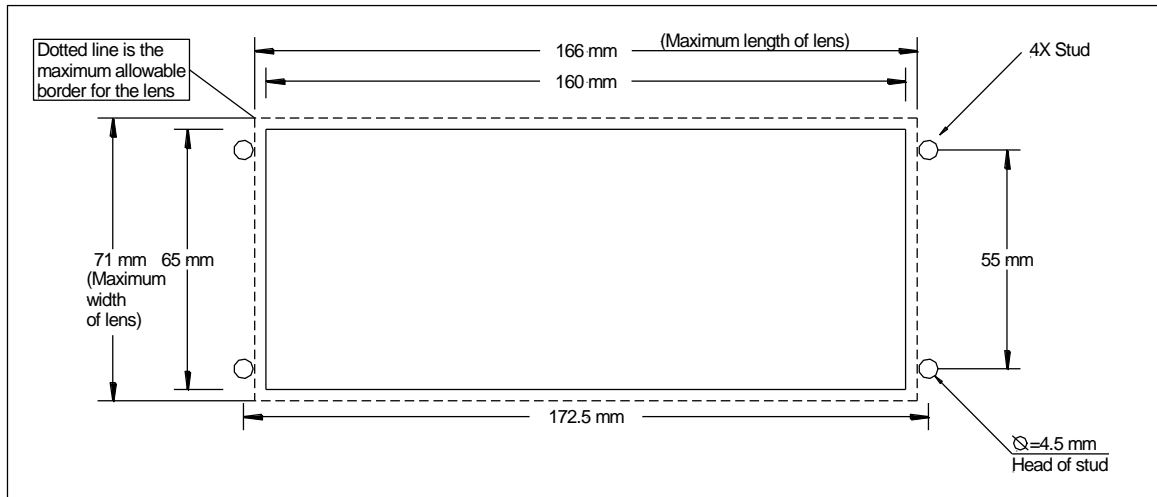 Dotted line is the
maximum allowable
border for the lens
166 mm
(Maximum length of lens)
4X Stud
160 mm
71 mm
(Maximum
width
of lens)
65 mm
55 mm
172.5 mm
∅=4.5 mm
Head of stud